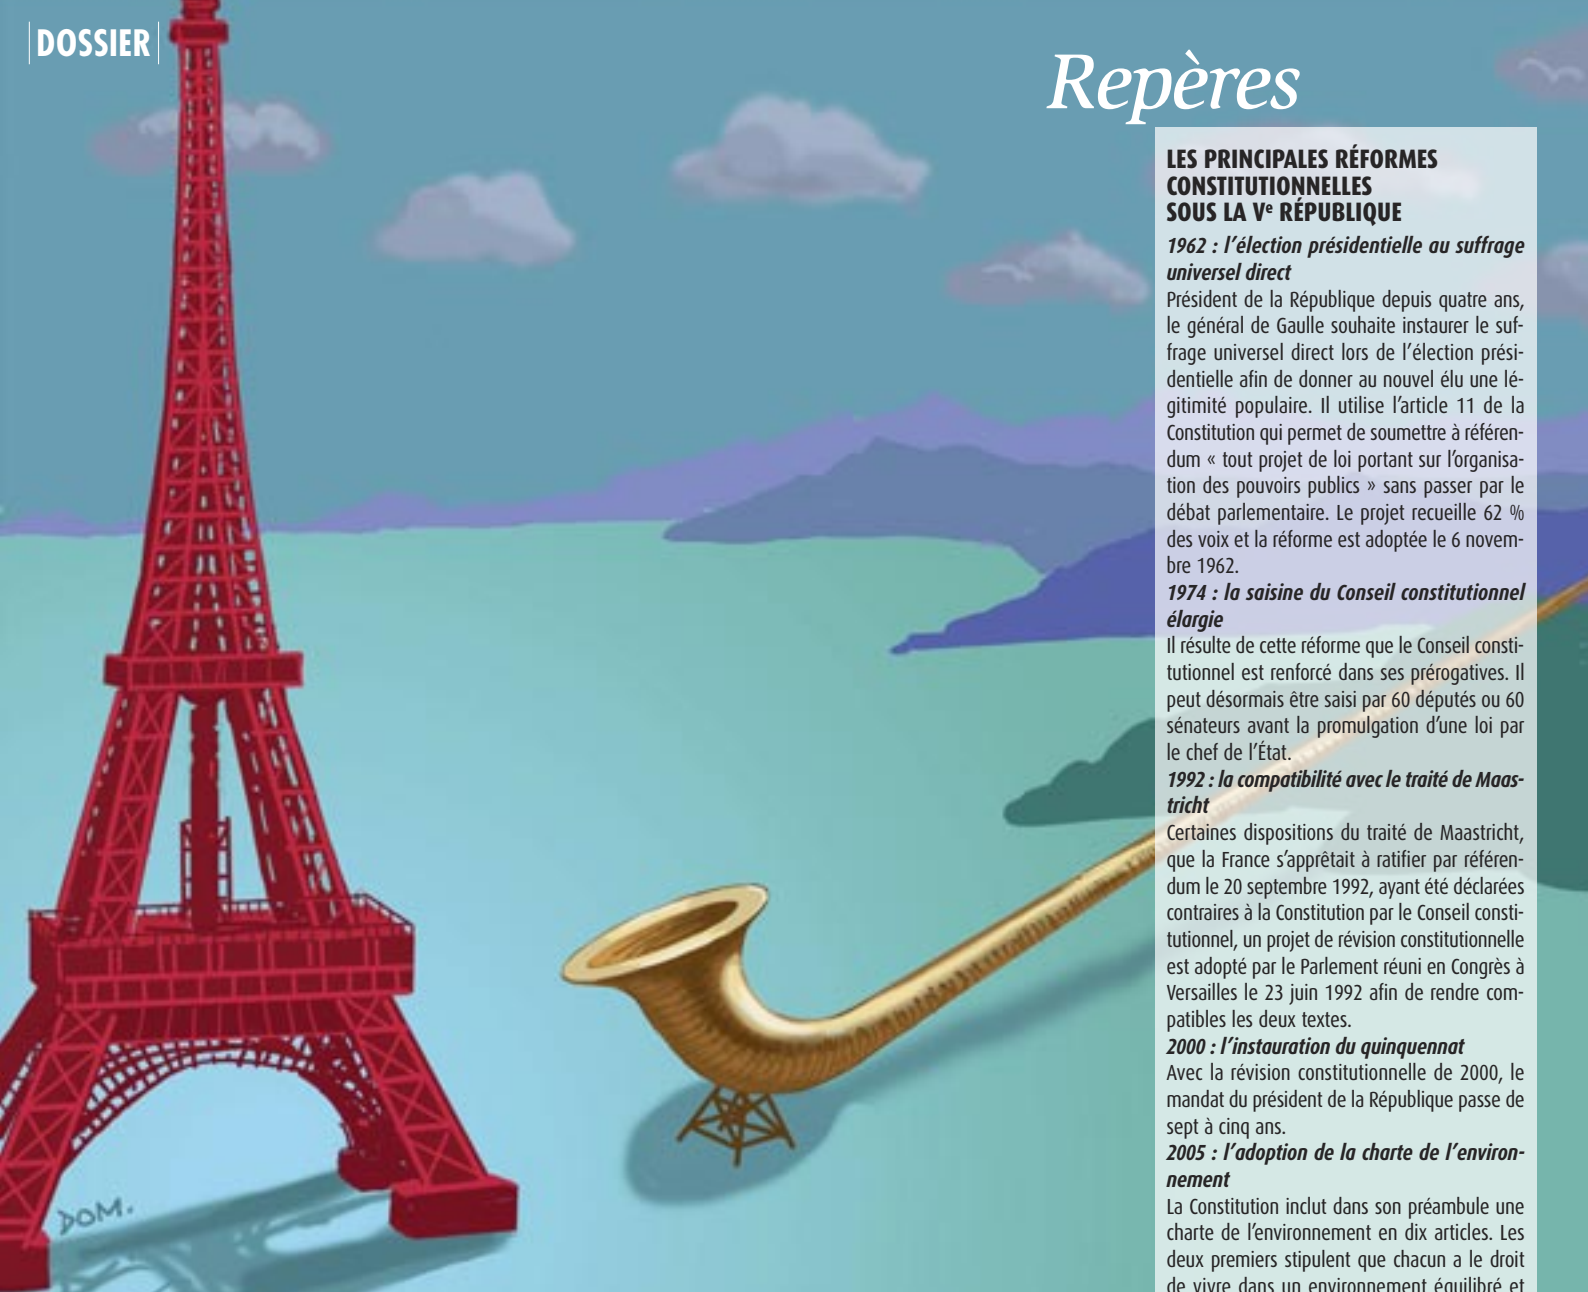 DOSSIER
Repères
LES PRINCIPALES RÉFORMES
CONSTITUTIONNELLES
SOUS LA Ve RÉPUBLIQUE
1962 : l’élection présidentielle au suffrage
universel direct
Président de la République depuis quatre ans,
le général de Gaulle souhaite instaurer le suf-
frage universel direct lors de l’élection prési-
dentielle afin de donner au nouvel élu une lé-
gitimité populaire. Il utilise l’article 11 de la
Constitution qui permet de soumettre à référen-
dum « tout projet de loi portant sur l’organisa-
tion des pouvoirs publics » sans passer par le
débat parlementaire. Le projet recueille 62 %
des voix et la réforme est adoptée le 6 novem-
bre 1962.
1974 : la saisine du Conseil constitutionnel
élargie
Il résulte de cette réforme que le Conseil consti-
tutionnel est renforcé dans ses prérogatives. Il
peut désormais être saisi par 60 députés ou 60
sénateurs avant la promulgation d’une loi par
le chef de l’État.
1992 : la compatibilité avec le traité de Maas-
tricht
Certaines dispositions du traité de Maastricht,
que la France s’apprêtait à ratifier par référen-
dum le 20 septembre 1992, ayant été déclarées
contraires à la Constitution par le Conseil consti-
tutionnel, un projet de révision constitutionnelle
est adopté par le Parlement réuni en Congrès à
Versailles le 23 juin 1992 afin de rendre com-
patibles les deux textes.
2000 : l’instauration du quinquennat
Avec la révision constitutionnelle de 2000, le
mandat du président de la République passe de
sept à cinq ans.
2005 : l’adoption de la charte de l’environ-
nement
La Constitution inclut dans son préambule une
charte de l’environnement en dix articles. Les
deux premiers stipulent que chacun a le droit
de vivre dans un environnement équilibré et
DOM.